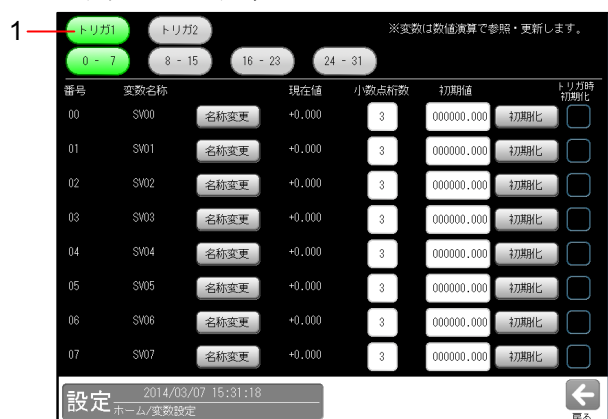 1
トリガ1 トリガ2 ※変数は数値演算で参照・更新します。
0 - 7 8 - 15 16 - 23 24 - 31
番号 変数名称 現在値 小数点桁数 初期値 トリガ時
初期化
00 SV00 名称変更 +0.000 3 000000.000 初期化
01 SV01 名称変更 +0.000 3 000000.000 初期化
02 SV02 名称変更 +0.000 3 000000.000 初期化
03 SV03 名称変更 +0.000 3 000000.000 初期化
04 SV04 名称変更 +0.000 3 000000.000 初期化
05 SV05 名称変更 +0.000 3 000000.000 初期化
06 SV06 名称変更 +0.000 3 000000.000 初期化
07 SV07 名称変更 +0.000 3 000000.000 初期化
設定 2014/03/07 15:31:18
ホーム/変数設定
戻る